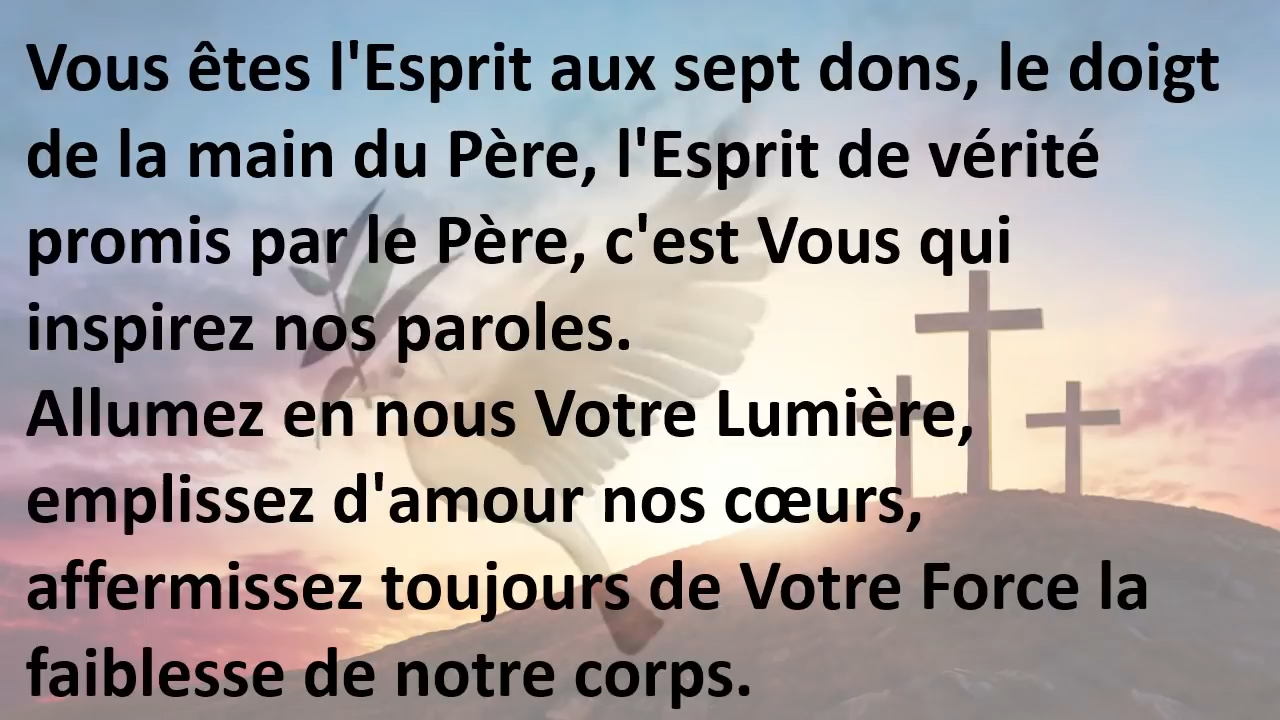 Vous êtes l'Esprit aux sept dons, le doigt
de la main du Père, l'Esprit de vérité
promis par le Père, c'est Vous qui
inspirez nos paroles.
Allumez en nous Votre Lumière,
emplissez d'amour nos cœurs,
affermissez toujours de Votre Force la
faiblesse de notre corps.